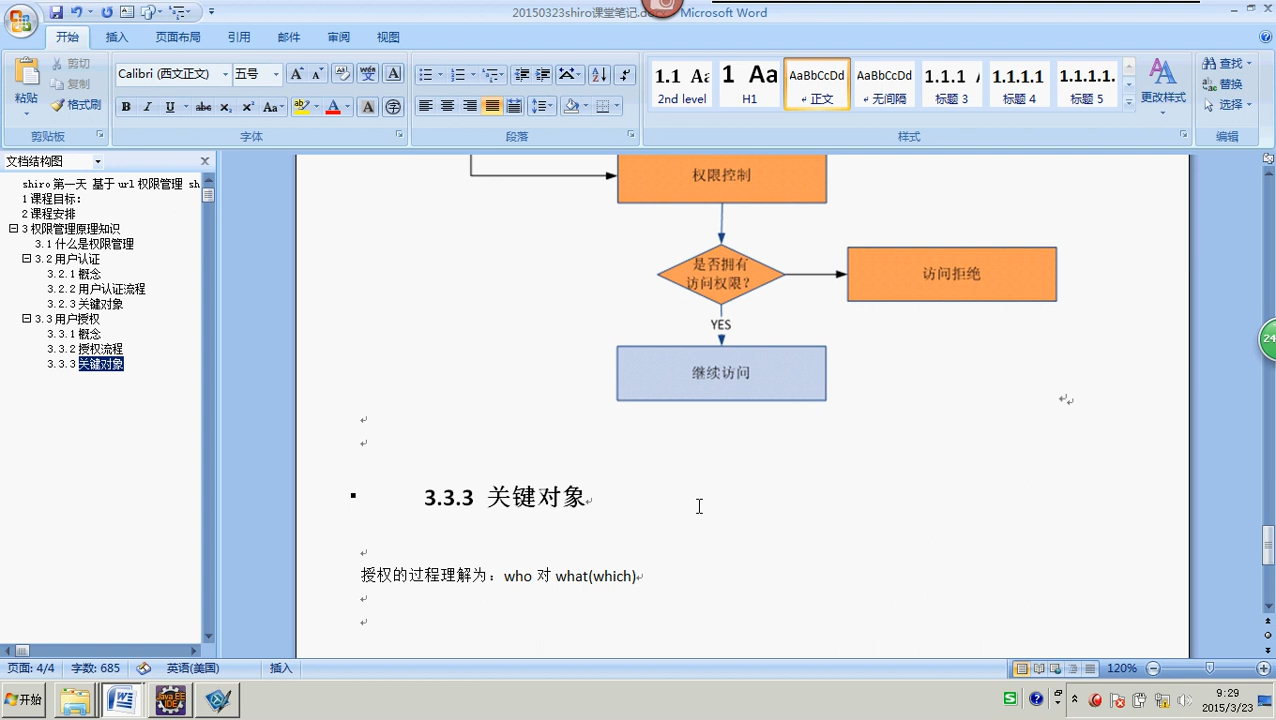 20150323shiro课堂笔记.docx - Microsoft Word
开始 插入 页面布局 引用 邮件 审阅 视图
粘贴 剪切 复制 格式刷
剪贴板
Calibri (西文正文) 五号
字体
段落
1.1 Aa 2nd level
1 Aa H1
AaBbCcDd 正文
AaBbCcDd 无间隔
1.1.1 标题 3
1.1.1.1 标题 4
1.1.1.1. 标题 5
更改样式
样式
查找
替换
选择
编辑
文档结构图
shiro 第一天 基于 url 权限管理 sh
1 课程目标:
2 课程安排
3 权限管理原理知识
3.1 什么是权限管理
3.2 用户认证
3.2.1 概念
3.2.2 用户认证流程
3.2.3 关键对象
3.3 用户授权
3.3.1 概念
3.3.2 授权流程
3.3.3 关键对象
权限控制
是否拥有
访问权限?
访问拒绝
YES
继续访问
3.3.3 关键对象
授权的过程理解为：who 对 what(which)
24
页面: 4/4 字数: 685 英语(美国) 插入 120%
开始
9:29
2015/3/23